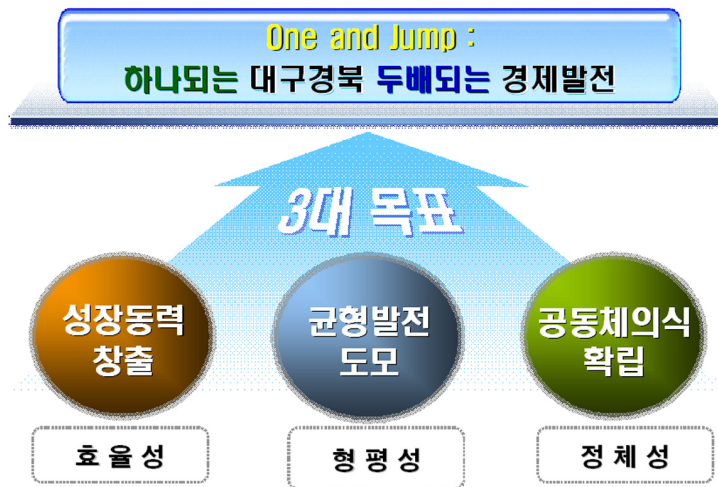 One and Jump :
하나되는 대구경북 두배되는 경제발전
3대 목표
성장동력
창출
균형발전
도모
공동체의식
확립
효율성
형평성
정체성